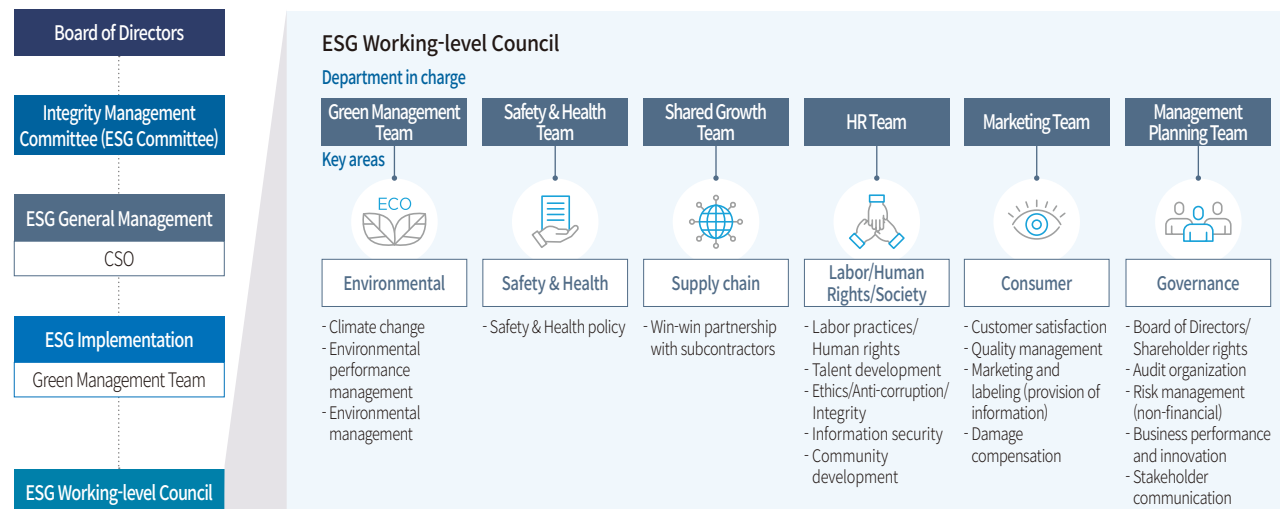 Board of Directors
Integrity Management
Committee (ESG Committee)
ESG General Management
CSO
ESG Implementation
Green Management Team
ESG Working-level Council
ESG Working-level Council
Department in charge
Green Management
Team
Safety & Health
Team
Shared Growth
Team
HR Team
Marketing Team
Management
Planning Team
Key areas
ECO
Environmental
Safety & Health
Supply chain
Labor/Human
Rights/Society
Consumer
Governance
- Climate change
- Environmental
performance
management
- Environmental
management
- Safety & Health policy
- Win-win partnership
with subcontractors
- Labor practices/
Human rights
- Talent development
- Ethics/Anti-corruption/
Integrity
- Information security
- Community
development
- Customer satisfaction
- Quality management
- Marketing and
labeling (provision of
information)
- Damage
compensation
- Board of Directors/
Shareholder rights
- Audit organization
- Risk management
(non-financial)
- Business performance
and innovation
- Stakeholder
communication